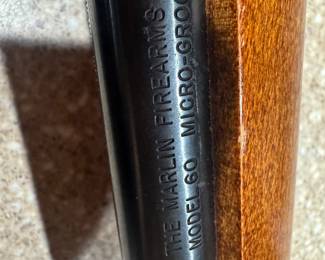 THE MARLIN FIREARMS
MODEL 60 MICRO-GROO